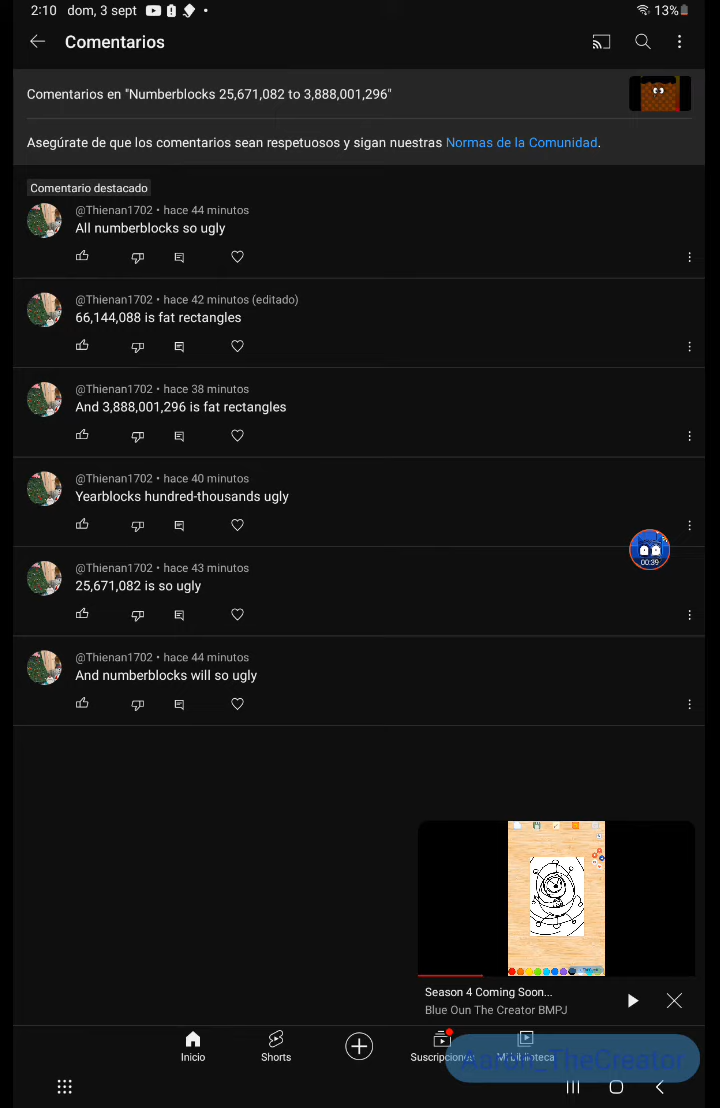 2:10 dom, 3 sept
13%
Comentarios
Comentarios en "Numberblocks 25,671,082 to 3,888,001,296"
Asegúrate de que los comentarios sean respetuosos y sigan nuestras Normas de la Comunidad.
Comentario destacado
@Thienan1702 • hace 44 minutos
All numberblocks so ugly
@Thienan1702 • hace 42 minutos (editado)
66,144,088 is fat rectangles
@Thienan1702 • hace 38 minutos
And 3,888,001,296 is fat rectangles
@Thienan1702 • hace 40 minutos
Yearblocks hundred-thousands ugly
@Thienan1702 • hace 43 minutos
25,671,082 is so ugly
00:39
@Thienan1702 • hace 44 minutos
And numberblocks will so ugly
Season 4 Coming Soon...
Blue Oun The Creator BMPJ
Inicio
Shorts
Suscripciones
Mi biblioteca
Aaron_TheCreator